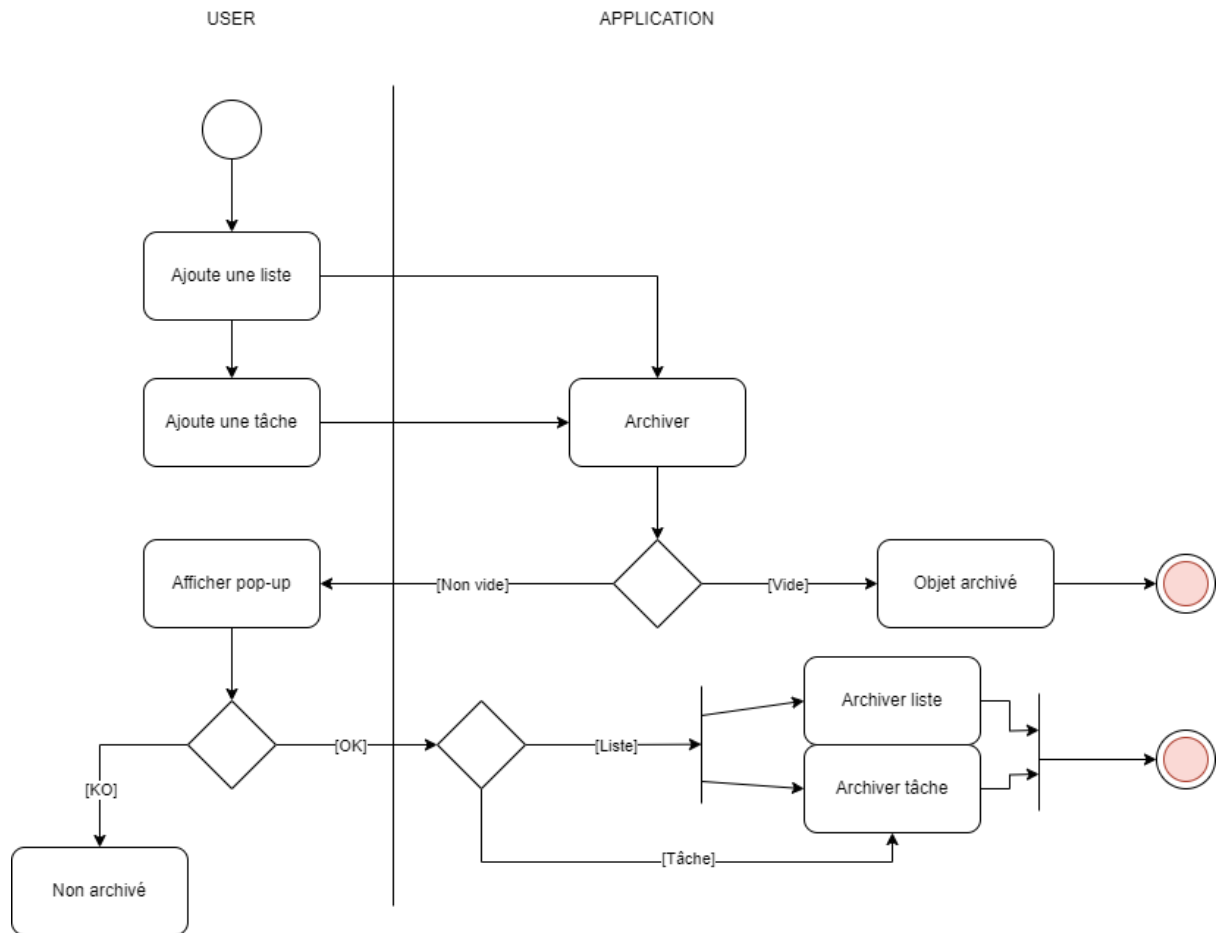 USER
APPLICATION
Ajoute une liste
Ajoute une tâche
Archiver
Afficher pop-up
[Non vide]
[Vide]
Objet archivé
Archiver liste
[OK]
[Liste]
[KO]
Archiver tâche
[Tâche]
Non archivé